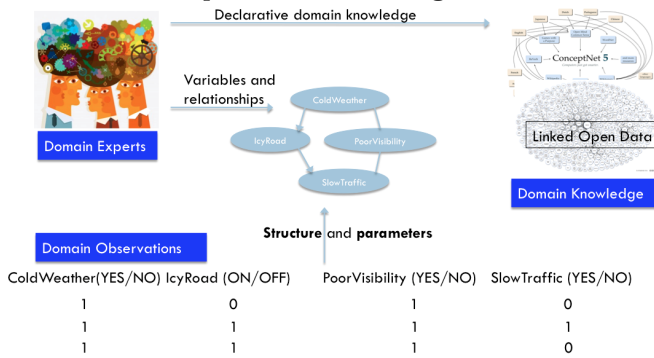 Declarative domain knowledge
ConceptNet 5
Variables and
relationships
ColdWeather
IcyRoad
PoorVisibility
SlowTraffic
Domain Experts
Linked Open Data
Domain Knowledge
Structure and parameters
Domain Observations
ColdWeather(YES/NO) IcyRoad (ON/OFF) PoorVisibility (YES/NO) SlowTraffic (YES/NO)
1 0 1 0
1 1 1 1
1 1 1 0